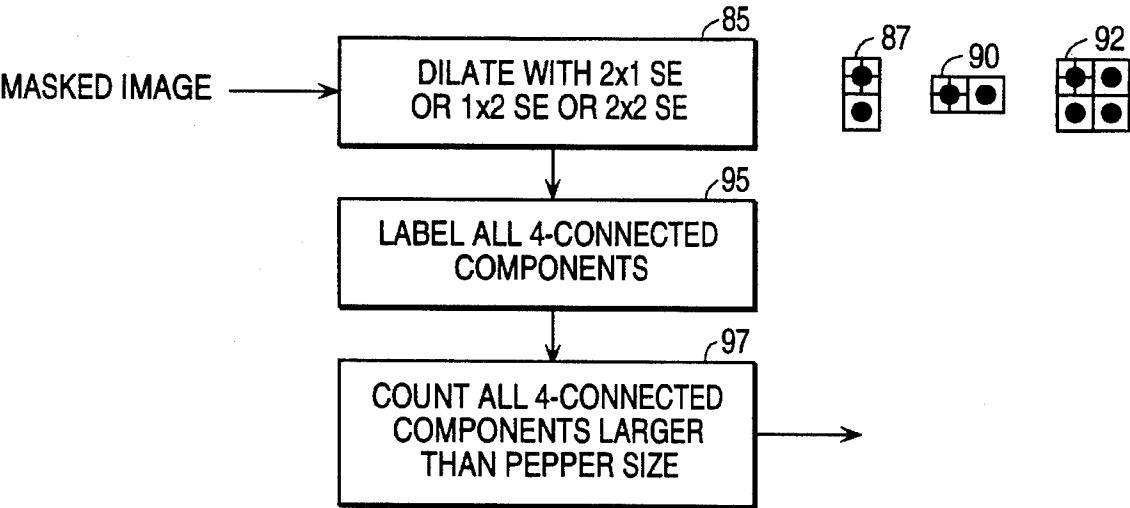 85
87
90
92
MASKED IMAGE
DILATE WITH 2x1 SE
OR 1x2 SE OR 2x2 SE
95
LABEL ALL 4-CONNECTED
COMPONENTS
97
COUNT ALL 4-CONNECTED
COMPONENTS LARGER
THAN PEPPER SIZE